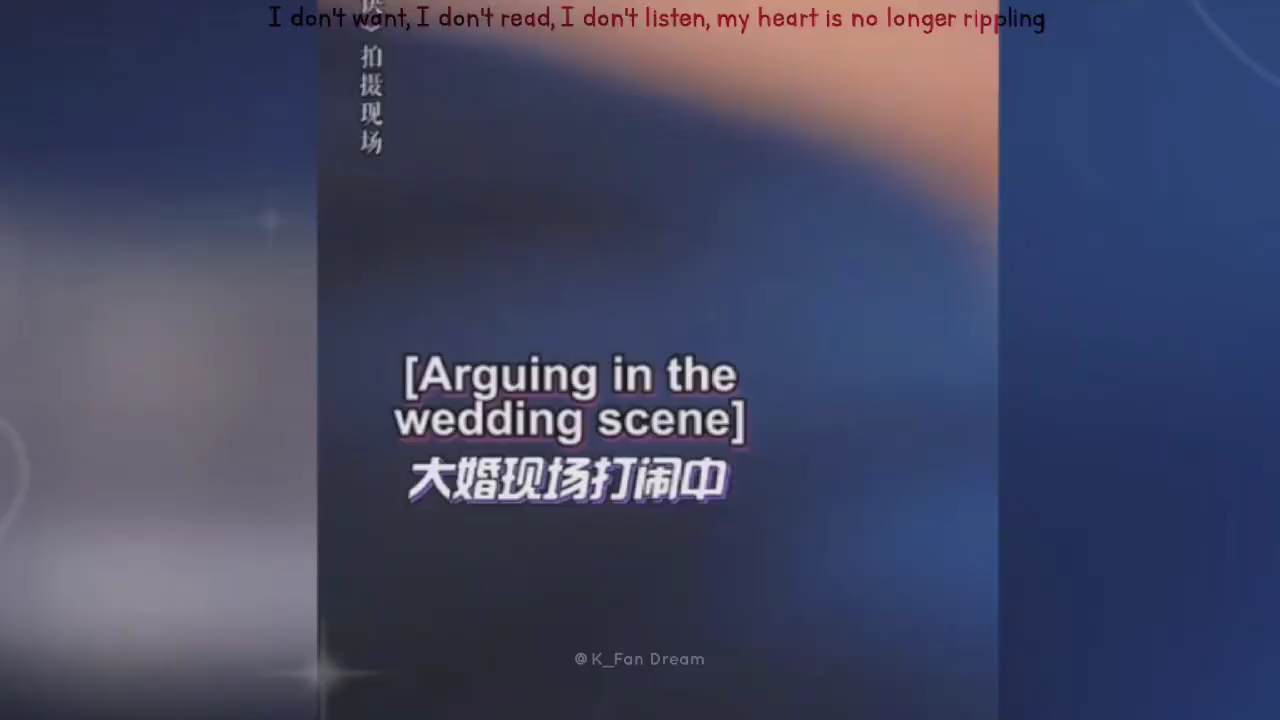 I don't want, I don't read, I don't listen, my heart is no longer rippling
》拍摄现场
[Arguing in the
wedding scene]
大婚现场打闹中
@K_Fan Dream